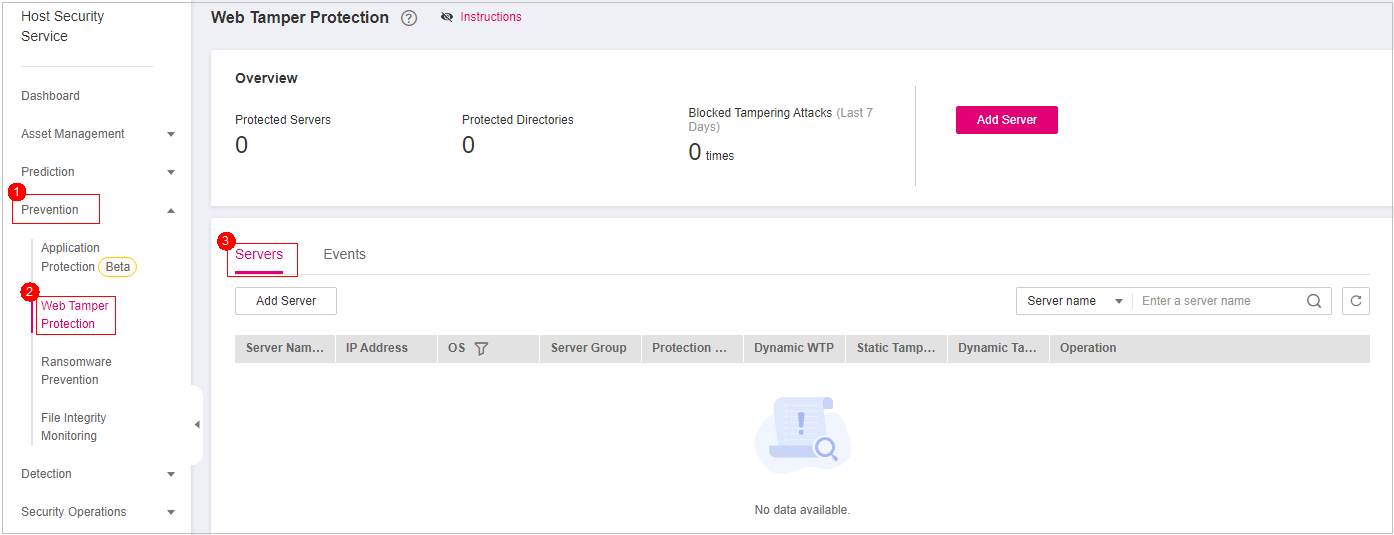 Host Security
Service
Dashboard
Asset Management
Prediction
1
Prevention
Application
Protection Beta
2
Web Tamper
Protection
Ransomware
Prevention
File Integrity
Monitoring
Detection
Security Operations
Web Tamper Protection ? Instructions
Overview
Protected Servers
0
Protected Directories
0
Blocked Tampering Attacks (Last 7
Days)
0 times
Add Server
3
Servers Events
Add Server Server name Enter a server name
Server Nam... IP Address OS Server Group Protection ... Dynamic WTP Static Tamp... Dynamic Ta... Operation
No data available.